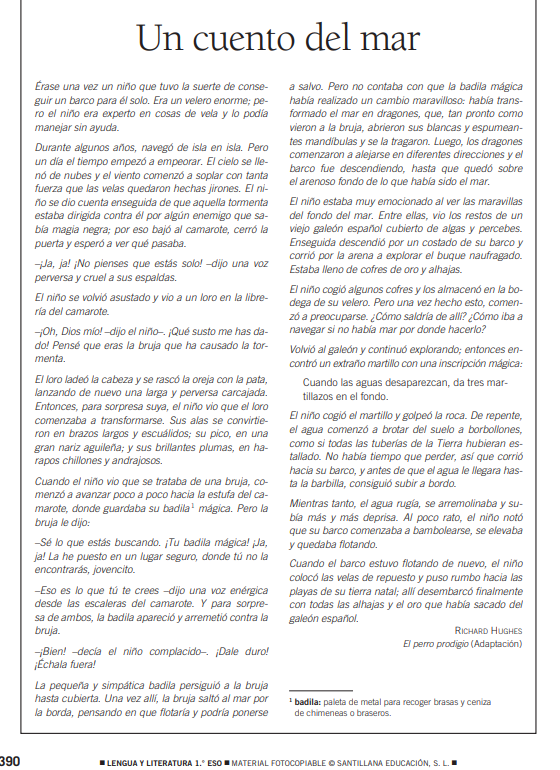 Un cuento del mar
Érase una vez un niño que tuvo la suerte de conse-
guir un barco para él solo. Era un velero enorme; pe-
ro el niño era experto en cosas de vela y lo podía
manejar sin ayuda.
Durante algunos años, navegó de isla en isla. Pero
un día el tiempo empezó a empeorar. El cielo se lle-
nó de nubes y el viento comenzó a soplar con tanta
fuerza que las velas quedaron hechas jirones. El ni-
ño se dio cuenta enseguida de que aquella tormenta
estaba dirigida contra él por algún enemigo que sa-
bía magia negra; por eso bajó al camarote, cerró la
puerta y esperó a ver qué pasaba.
–¡Ja, ja! ¡No pienses que estás solo! –dijo una voz
perversa y cruel a sus espaldas.
El niño se volvió asustado y vio a un loro en la libre-
ría del camarote.
–¡Oh, Dios mío! –dijo el niño–. ¡Qué susto me has da-
do! Pensé que eras la bruja que ha causado la tor-
menta.
El loro ladeó la cabeza y se rascó la oreja con la pata,
lanzando de nuevo una larga y perversa carcajada.
Entonces, para sorpresa suya, el niño vio que el loro
comenzaba a transformarse. Sus alas se convirtie-
ron en brazos largos y escuálidos; su pico, en una
gran nariz aguileña; y sus brillantes plumas, en ha-
rapos chillones y andrajosos.
Cuando el niño vio que se trataba de una bruja, co-
menzó a avanzar poco a poco hacia la estufa del ca-
marote, donde guardaba su badila¹ mágica. Pero la
bruja le dijo:
–Sé lo que estás buscando. ¡Tu badila mágica! ¡Ja,
ja! La he puesto en un lugar seguro, donde tú no la
encontrarás, jovencito.
–Eso es lo que tú te crees –dijo una voz enérgica
desde las escaleras del camarote. Y para sorpre-
sa de ambos, la badila apareció y arremetió contra la
bruja.
–¡Bien! –decía el niño complacido–. ¡Dale duro!
¡Échala fuera!
La pequeña y simpática badila persiguió a la bruja
hasta cubierta. Una vez allí, la bruja saltó al mar por
la borda, pensando en que flotaría y podría ponerse
a salvo. Pero no contaba con que la badila mágica
había realizado un cambio maravilloso: había trans-
formado el mar en dragones, que, tan pronto como
vieron a la bruja, abrieron sus blancas y espumean-
tes mandíbulas y se la tragaron. Luego, los dragones
comenzaron a alejarse en diferentes direcciones y el
barco fue descendiendo, hasta que quedó sobre
el arenoso fondo de lo que había sido el mar.
El niño estaba muy emocionado al ver las maravillas
del fondo del mar. Entre ellas, vio los restos de un
viejo galeón español cubierto de algas y percebes.
Enseguida descendió por un costado de su barco y
corrió por la arena a explorar el buque naufragado.
Estaba lleno de cofres de oro y alhajas.
El niño cogió algunos cofres y los almacenó en la bo-
dega de su velero. Pero una vez hecho esto, comen-
zó a preocuparse. ¿Cómo saldría de allí? ¿Cómo iba a
navegar si no había mar por donde hacerlo?
Volvió al galeón y continuó explorando; entonces en-
contró un extraño martillo con una inscripción mágica:
Cuando las aguas desaparezcan, da tres mar-
tillazos en el fondo.
El niño cogió el martillo y golpeó la roca. De repente,
el agua comenzó a brotar del suelo a borbollones,
como si todas las tuberías de la Tierra hubieran es-
tallado. No había tiempo que perder, así que corrió
hacia su barco, y antes de que el agua le llegara has-
ta la barbilla, consiguió subir a bordo.
Mientras tanto, el agua rugía, se arremolinaba y su-
bía más y más deprisa. Al poco rato, el niño notó
que su barco comenzaba a bambolearse, se elevaba
y quedaba flotando.
Cuando el barco estuvo flotando de nuevo, el niño
colocó las velas de repuesto y puso rumbo hacia las
playas de su tierra natal; allí desembarcó finalmente
con todas las alhajas y el oro que había sacado del
galeón español.
RICHARD HUGHES
El perro prodigio (Adaptación)
¹ badila: paleta de metal para recoger brasas y ceniza
de chimeneas o braseros.
390 ■ LENGUA Y LITERATURA 1.° ESO ■ MATERIAL FOTOCOPIABLE © SANTILLANA EDUCACIÓN, S. L. ■